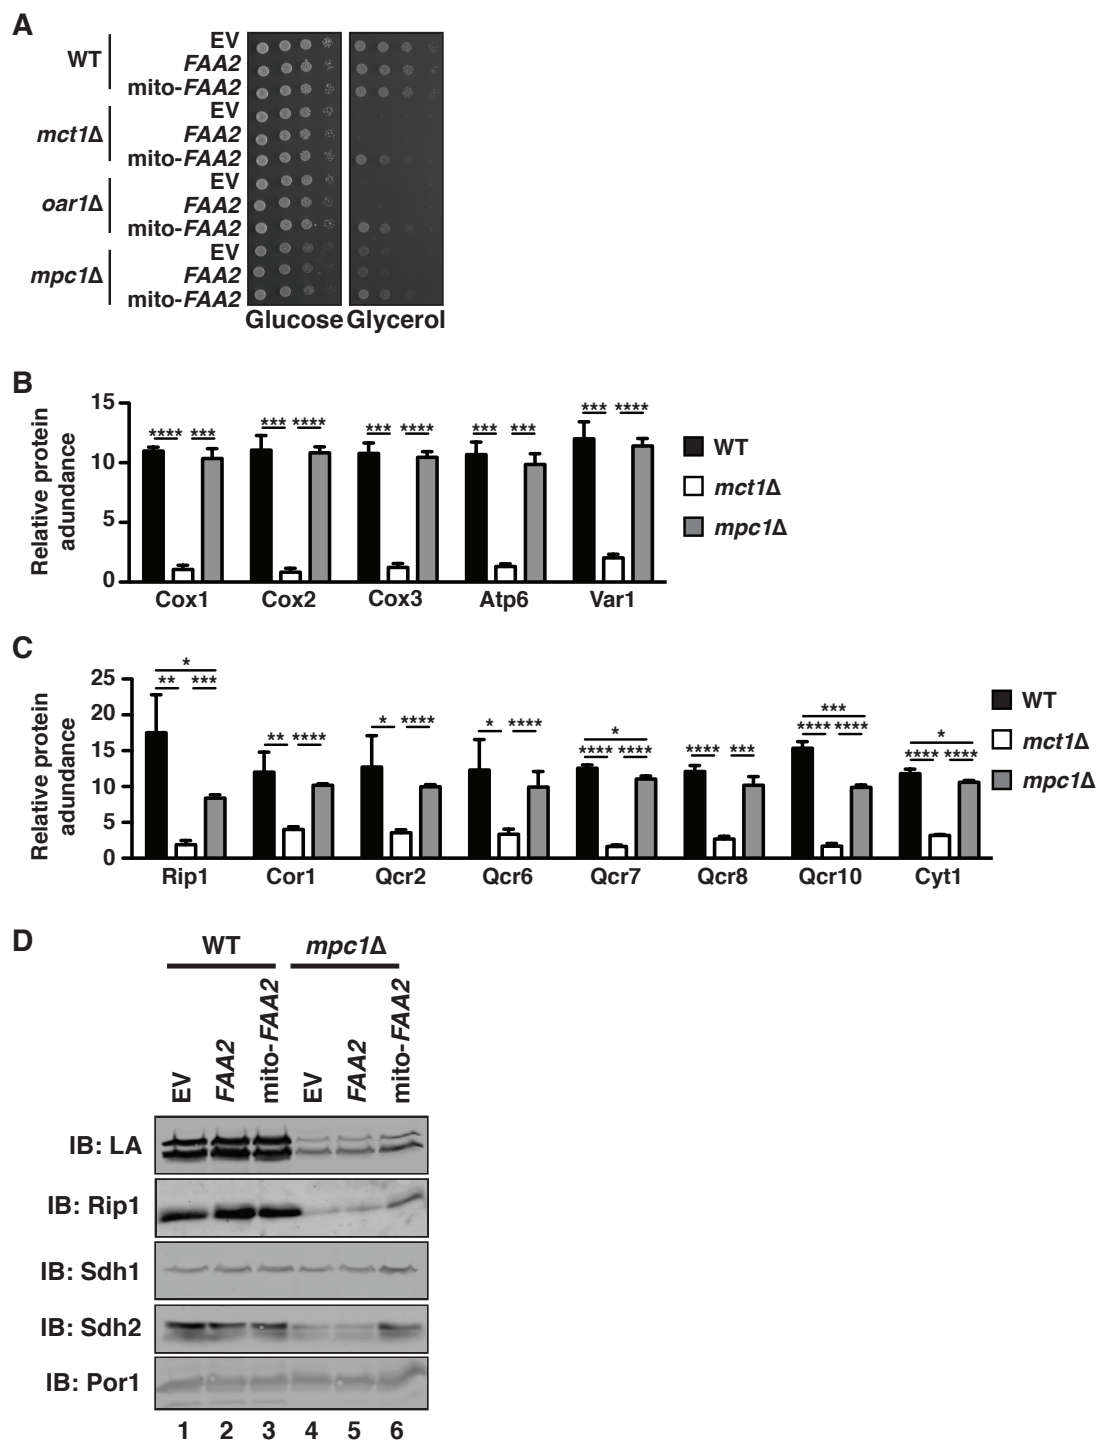 A
WT
EV
FAA2
mito-FAA2
mct1Δ
EV
FAA2
mito-FAA2
oar1Δ
EV
FAA2
mito-FAA2
mpc1Δ
EV
FAA2
mito-FAA2
Glucose Glycerol
B
Relative protein
adundance
15
10
5
0
**** ***
*** ****
*** ****
*** ***
*** ****
Cox1 Cox2 Cox3 Atp6 Var1
WT
mct1Δ
mpc1Δ
C
Relative protein
adundance
25
20
15
10
5
0
*
** ***
** ****
* ****
* ****
*
**** ****
**** ***
***
**** ****
*
**** ****
Rip1 Cor1 Qcr2 Qcr6 Qcr7 Qcr8 Qcr10 Cyt1
WT
mct1Δ
mpc1Δ
D
WT mpc1Δ
EV FAA2 mito-FAA2 EV FAA2 mito-FAA2
IB: LA
IB: Rip1
IB: Sdh1
IB: Sdh2
IB: Por1
1 2 3 4 5 6